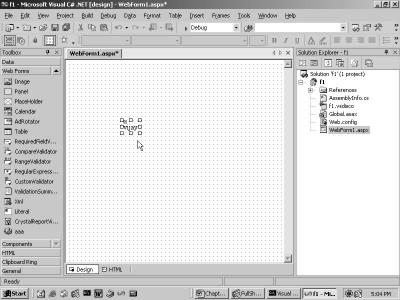 f1 - Microsoft Visual C# .NET [design] - WebForm1.aspx*
File Edit View Project Build Debug Data Format Table Insert Frames Tools Window Help
Debug
Toolbox
WebForm1.aspx*
Solution Explorer - f1
Data
Web Forms
Image
Panel
PlaceHolder
Calendar
AdRotator
Table
RequiredFieldV...
CompareValidator
RangeValidator
RegularExpress...
CustomValidator
ValidationSumm...
Xml
Literal
CrystalReportV...
aaa
Components
HTML
Clipboard Ring
General
Solution 'f1' (1 project)
f1
References
AssemblyInfo.cs
f1.vsdisco
Global.asax
Web.config
WebForm1.aspx
Design
HTML
Ready
Start
Chapt...
FullSh...
Visual ...
f1 - Mi...
5:04 PM